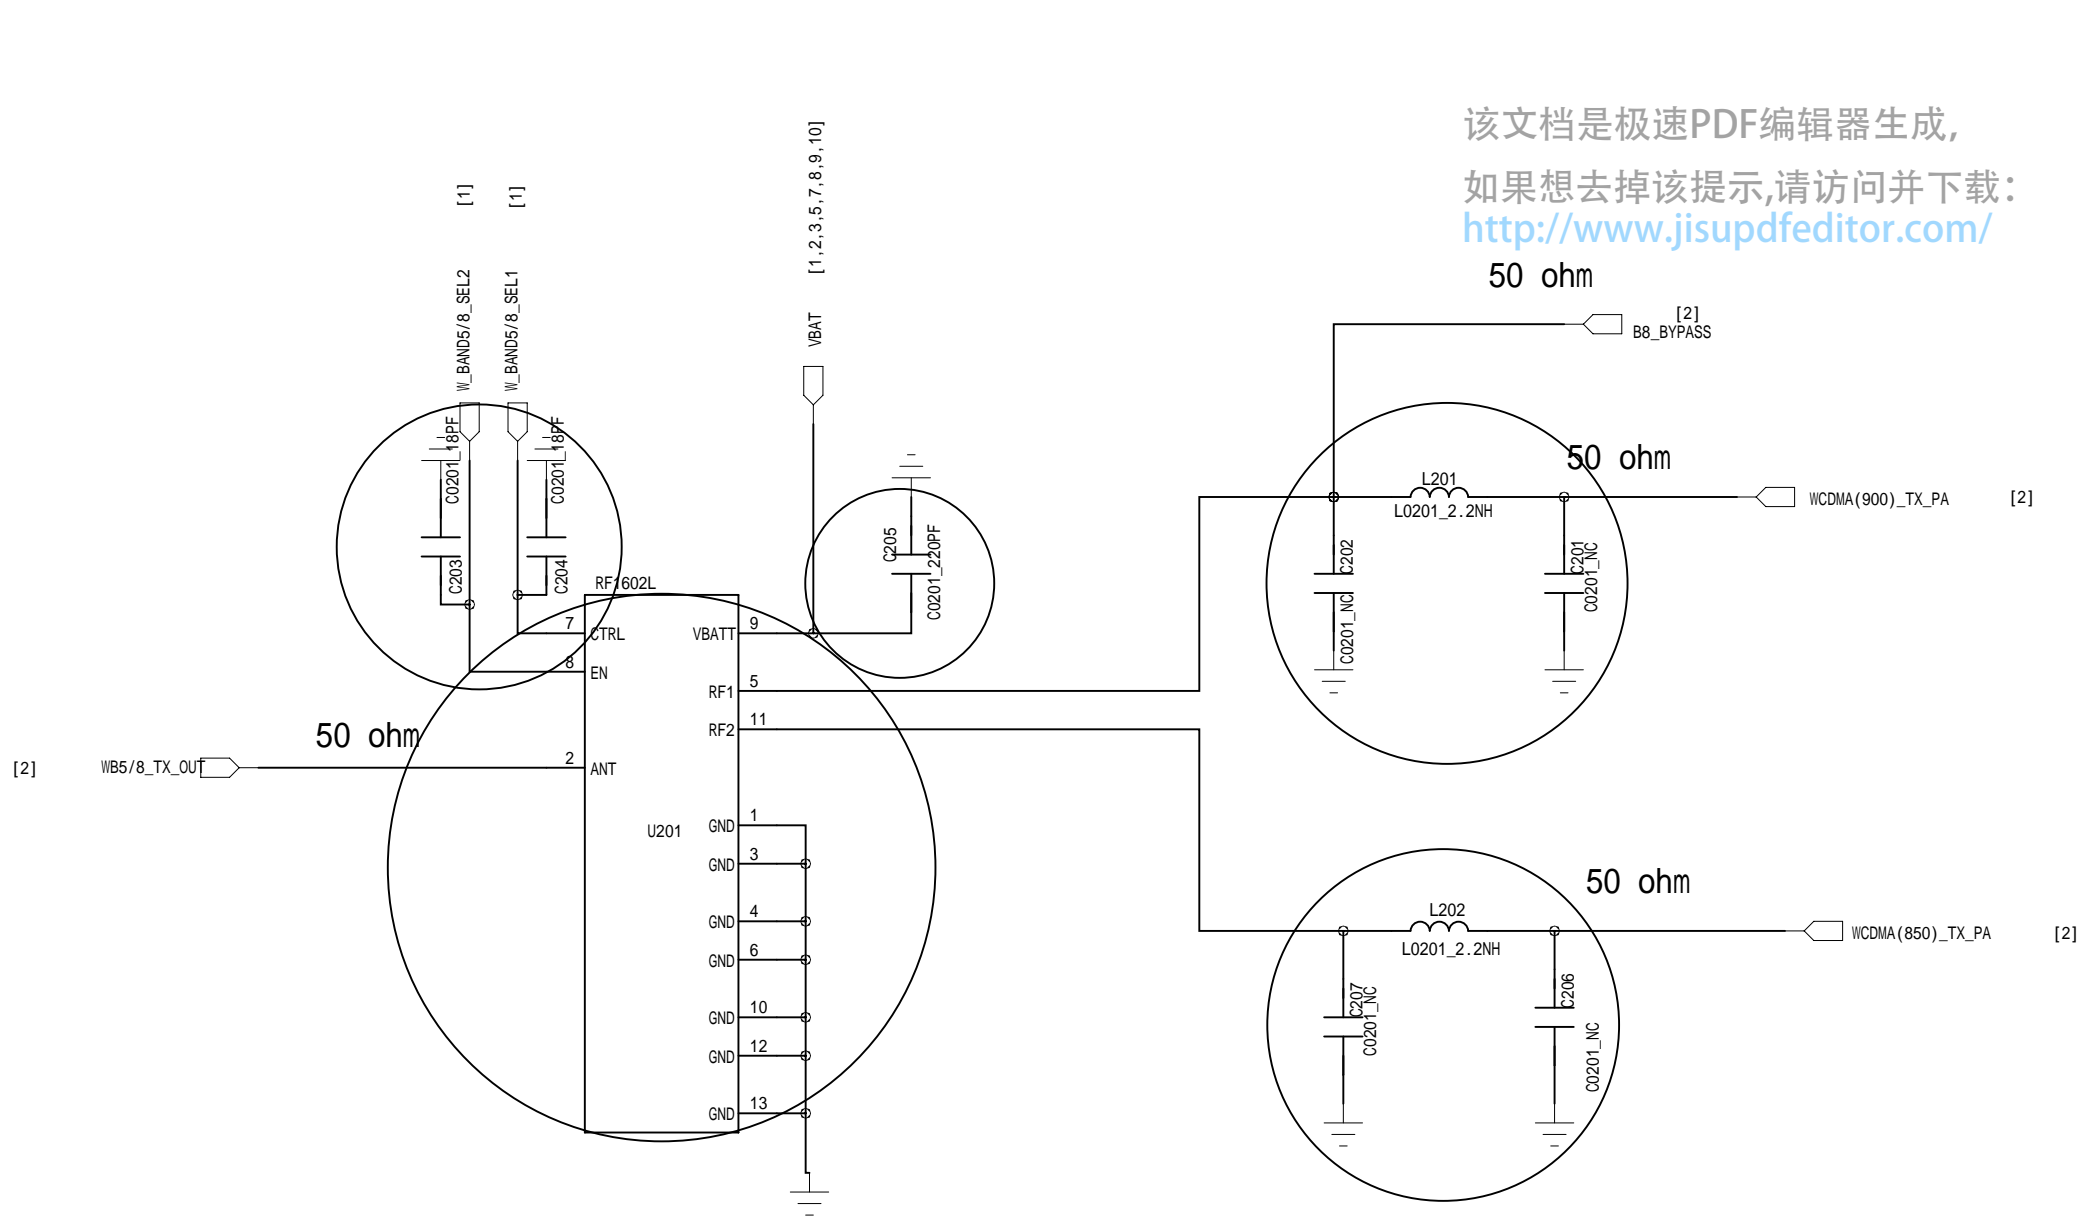 该文档是极速PDF编辑器生成,
如果想去掉该提示,请访问并下载：
http://www.jisupdfeditor.com/
50 ohm
[2]
B8_BYPASS
[1]
[1]
[1,2,3,5,7,8,9,10]
W_BAND5/8_SEL2
W_BAND5/8_SEL1
VBAT
C0201_18PF
C0201_18PF
C203
C204
C205
C0201_220PF
50 ohm
L201
L0201_2.2NH
WCDMA(900)_TX_PA
[2]
C202
C0201_NC
C201
C0201_NC
RF1602L
7
CTRL
8
EN
VBATT
9
RF1
5
RF2
11
50 ohm
[2]
WB5/8_TX_OUT
2
ANT
U201
GND
1
GND
3
GND
4
GND
6
GND
10
GND
12
GND
13
50 ohm
L202
L0201_2.2NH
WCDMA(850)_TX_PA
[2]
C207
C0201_NC
C206
C0201_NC